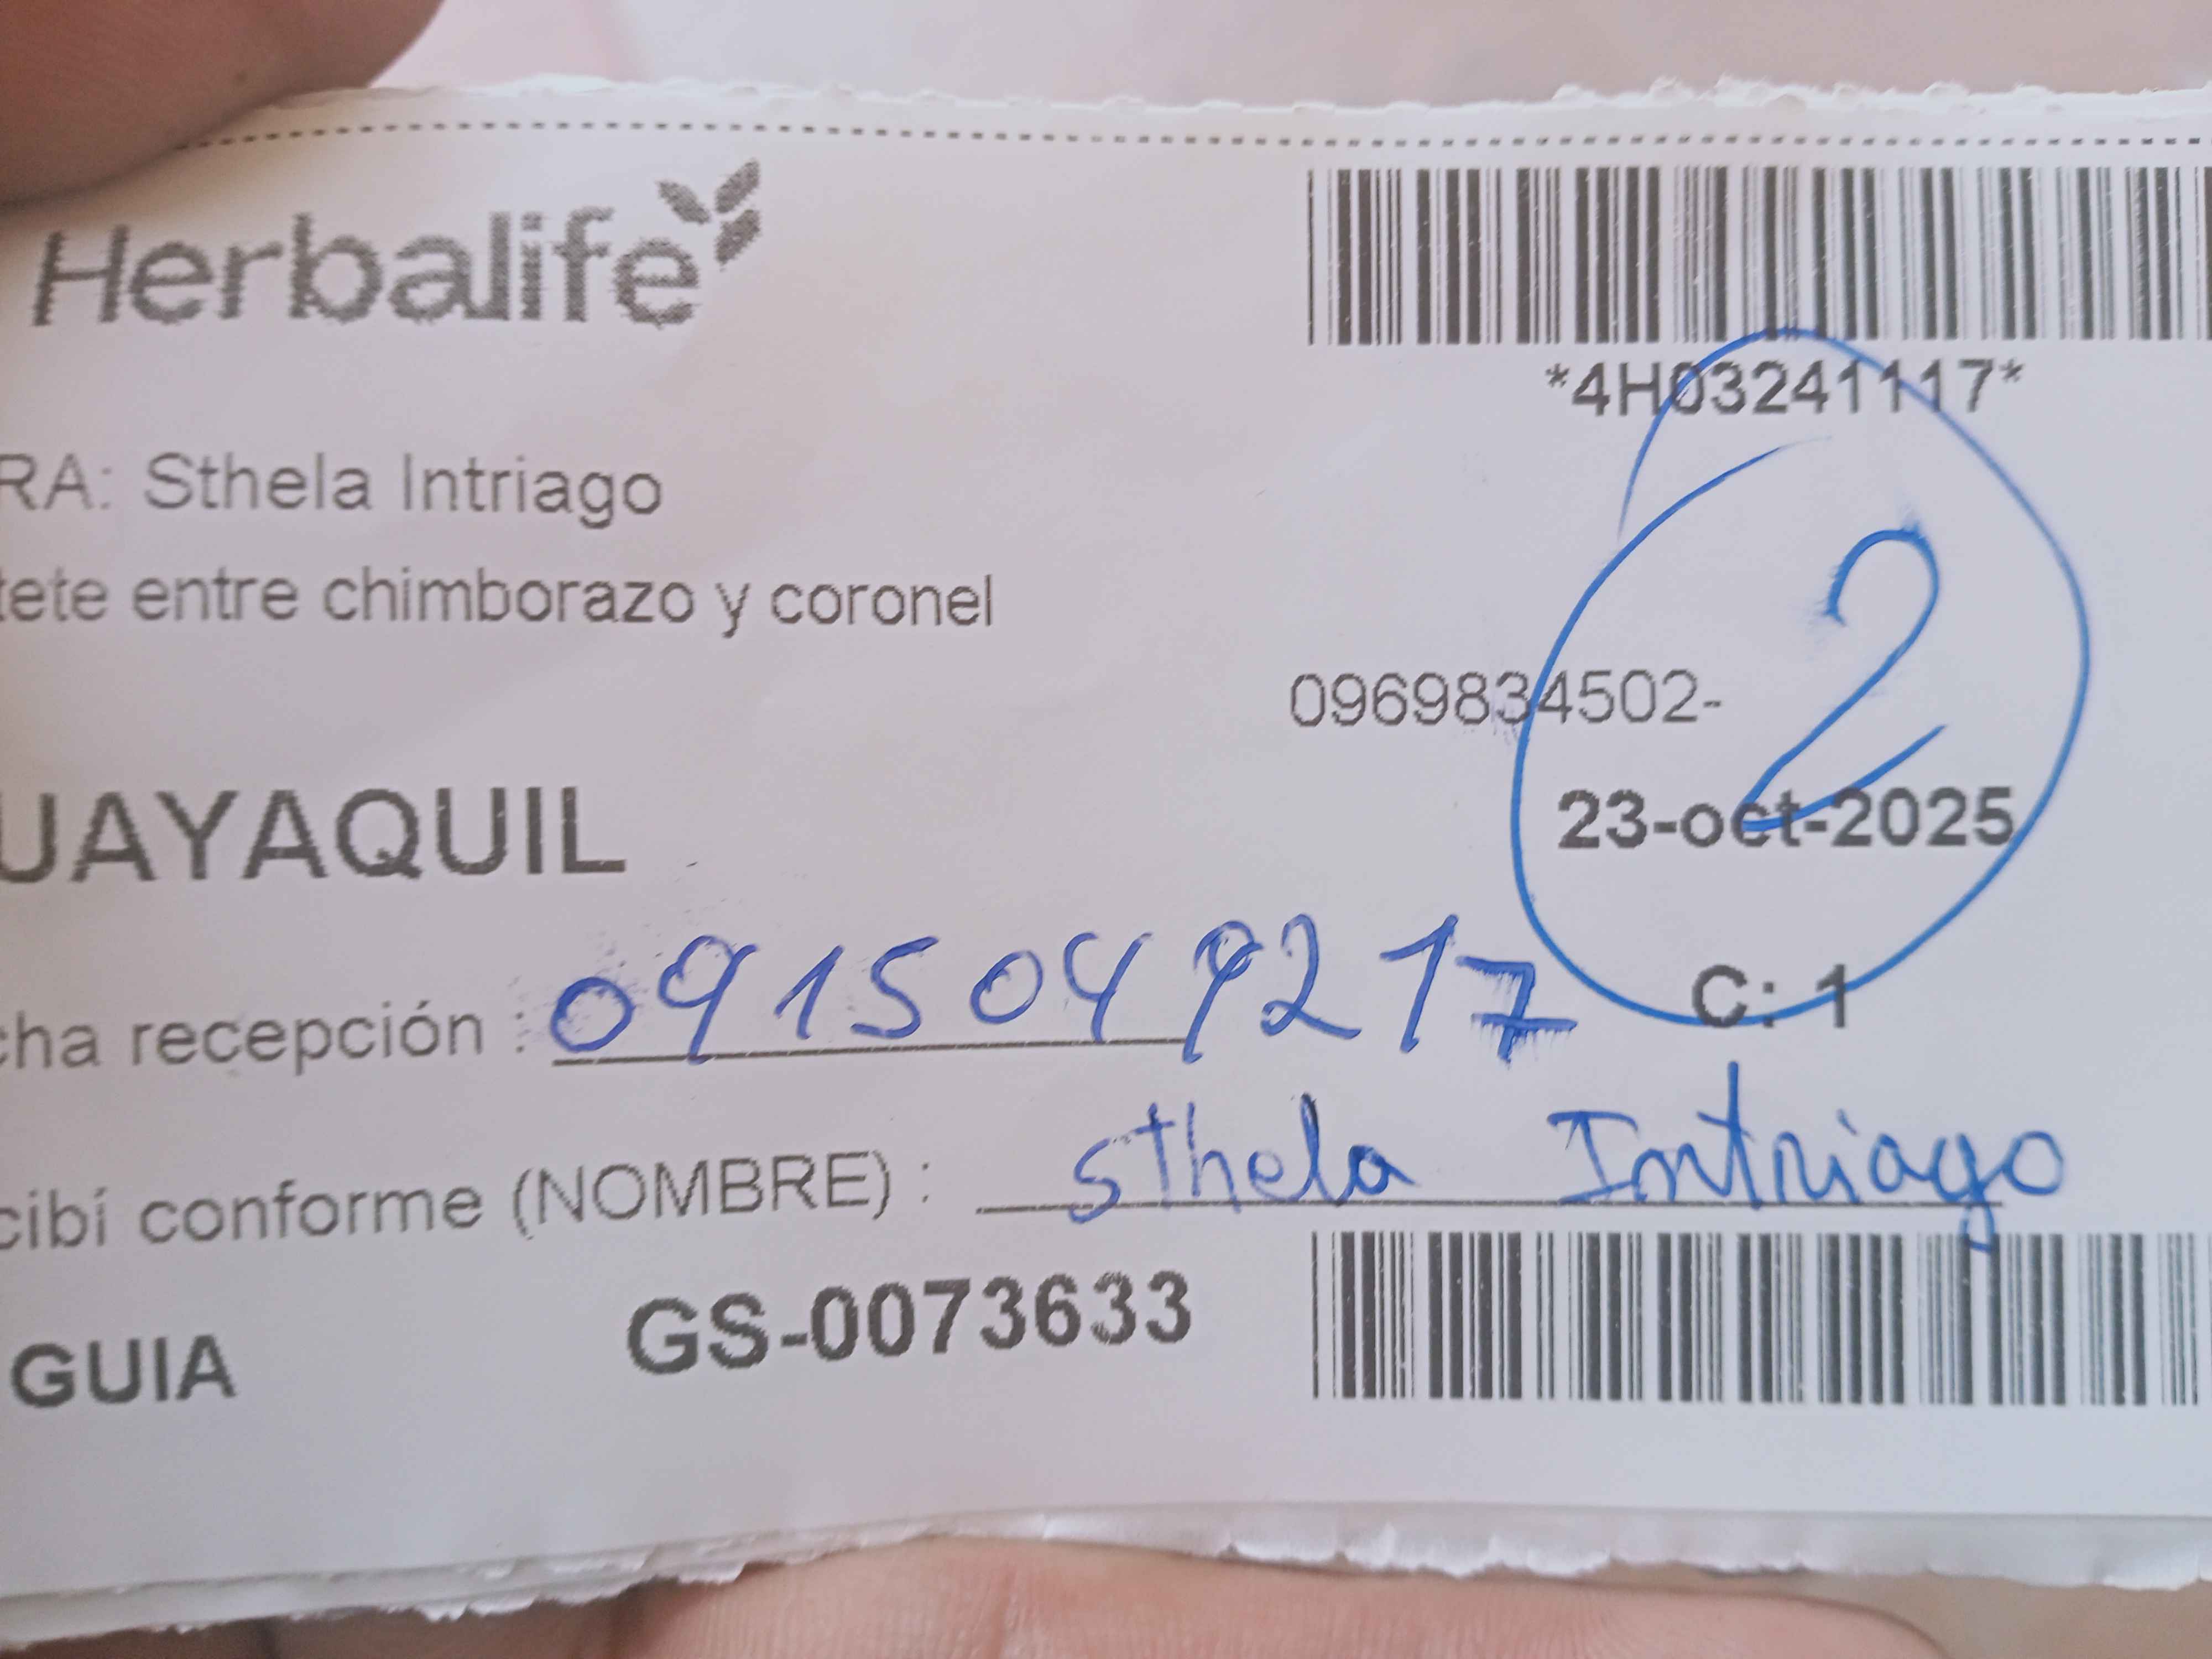 Herbalife
*4H03241117*
RA: Sthela Intriago
tete entre chimborazo y coronel
0969834502-
2
UAYAQUIL
23-oct-2025
cha recepción : 0915049217
C: 1
cibí conforme (NOMBRE) : Sthela Intriago
GUIA GS-0073633